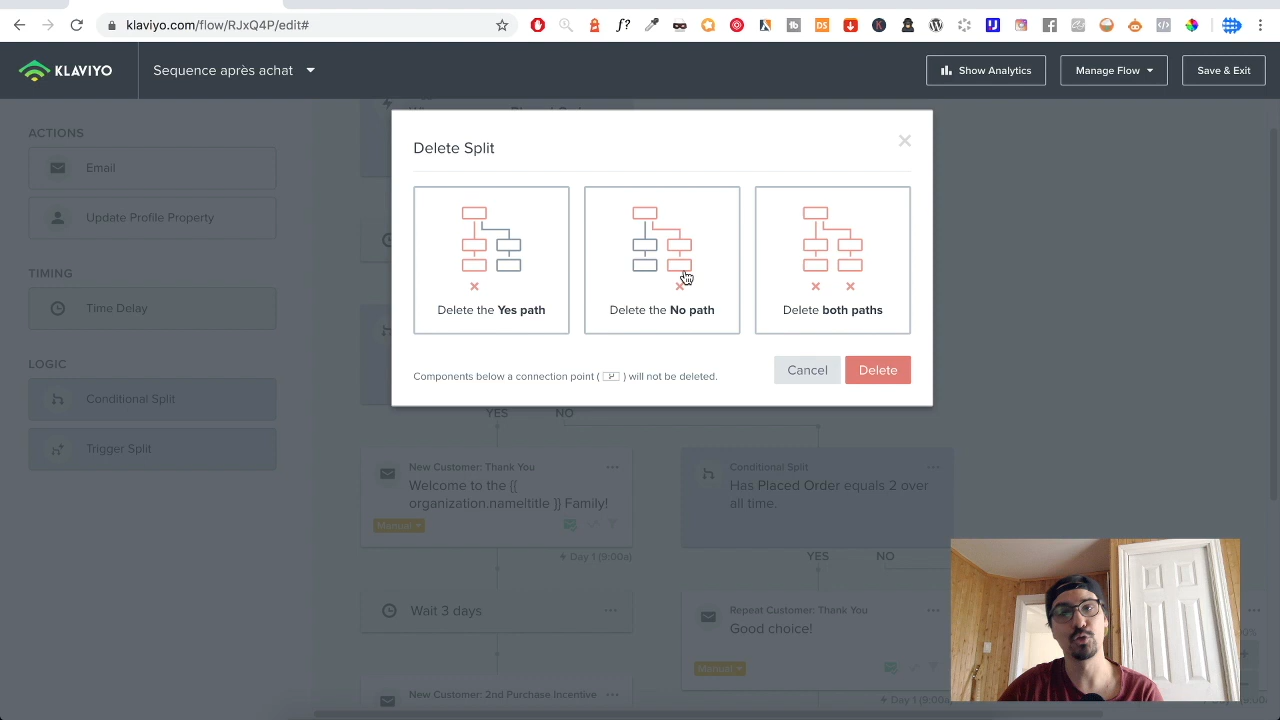 klaviyo.com/flow/RJxQ4P/edit#
KLAVIYO
Sequence après achat
Show Analytics
Manage Flow
Save & Exit
ACTIONS
Email
Update Profile Property
TIMING
Time Delay
LOGIC
Conditional Split
Trigger Split
Delete Split
Delete the Yes path
Delete the No path
Delete both paths
Components below a connection point ( ) will not be deleted.
Cancel
Delete
YES
NO
New Customer: Thank You
Welcome to the {{
organization.name|title }} Family!
Manual
Day 1 (9:00a)
Wait 3 days
New Customer: 2nd Purchase Incentive
Conditional Split
Has Placed Order equals 2 over
all time.
YES
NO
Repeat Customer: Thank You
Good choice!
Manual
Day 1 (9:00a)